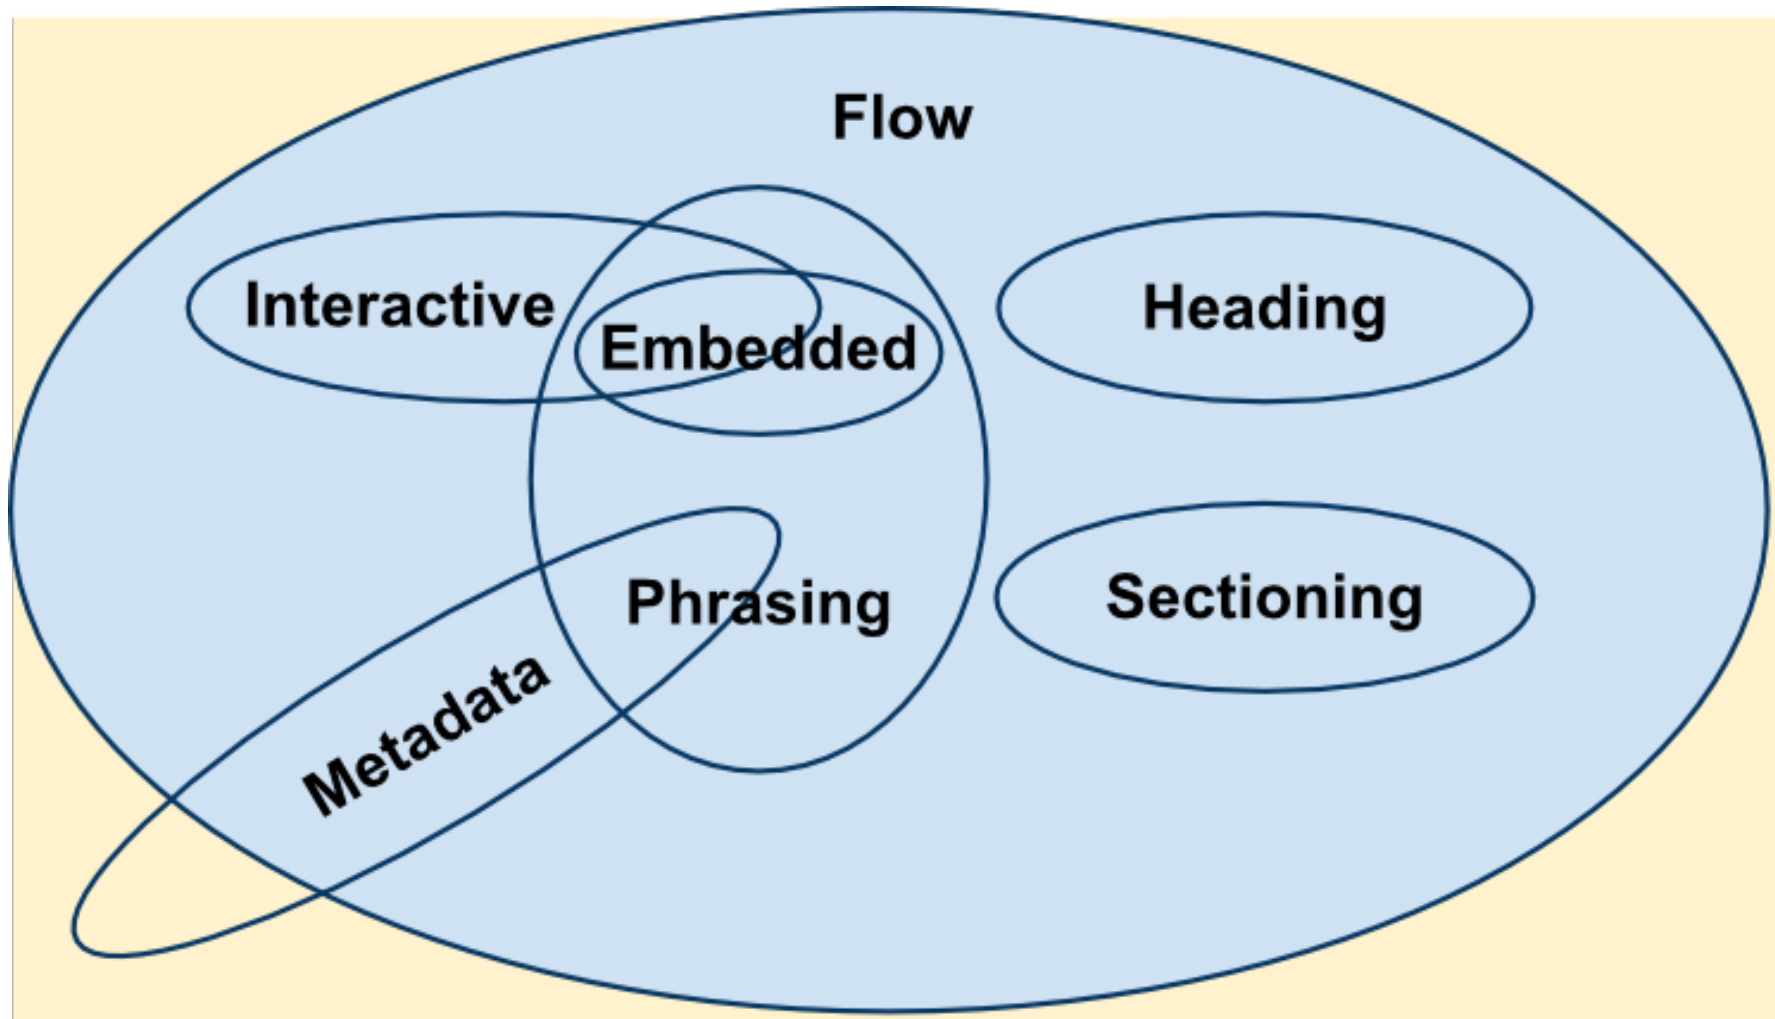 Flow
Interactive
Heading
Embedded
Sectioning
Phrasing
Metadata